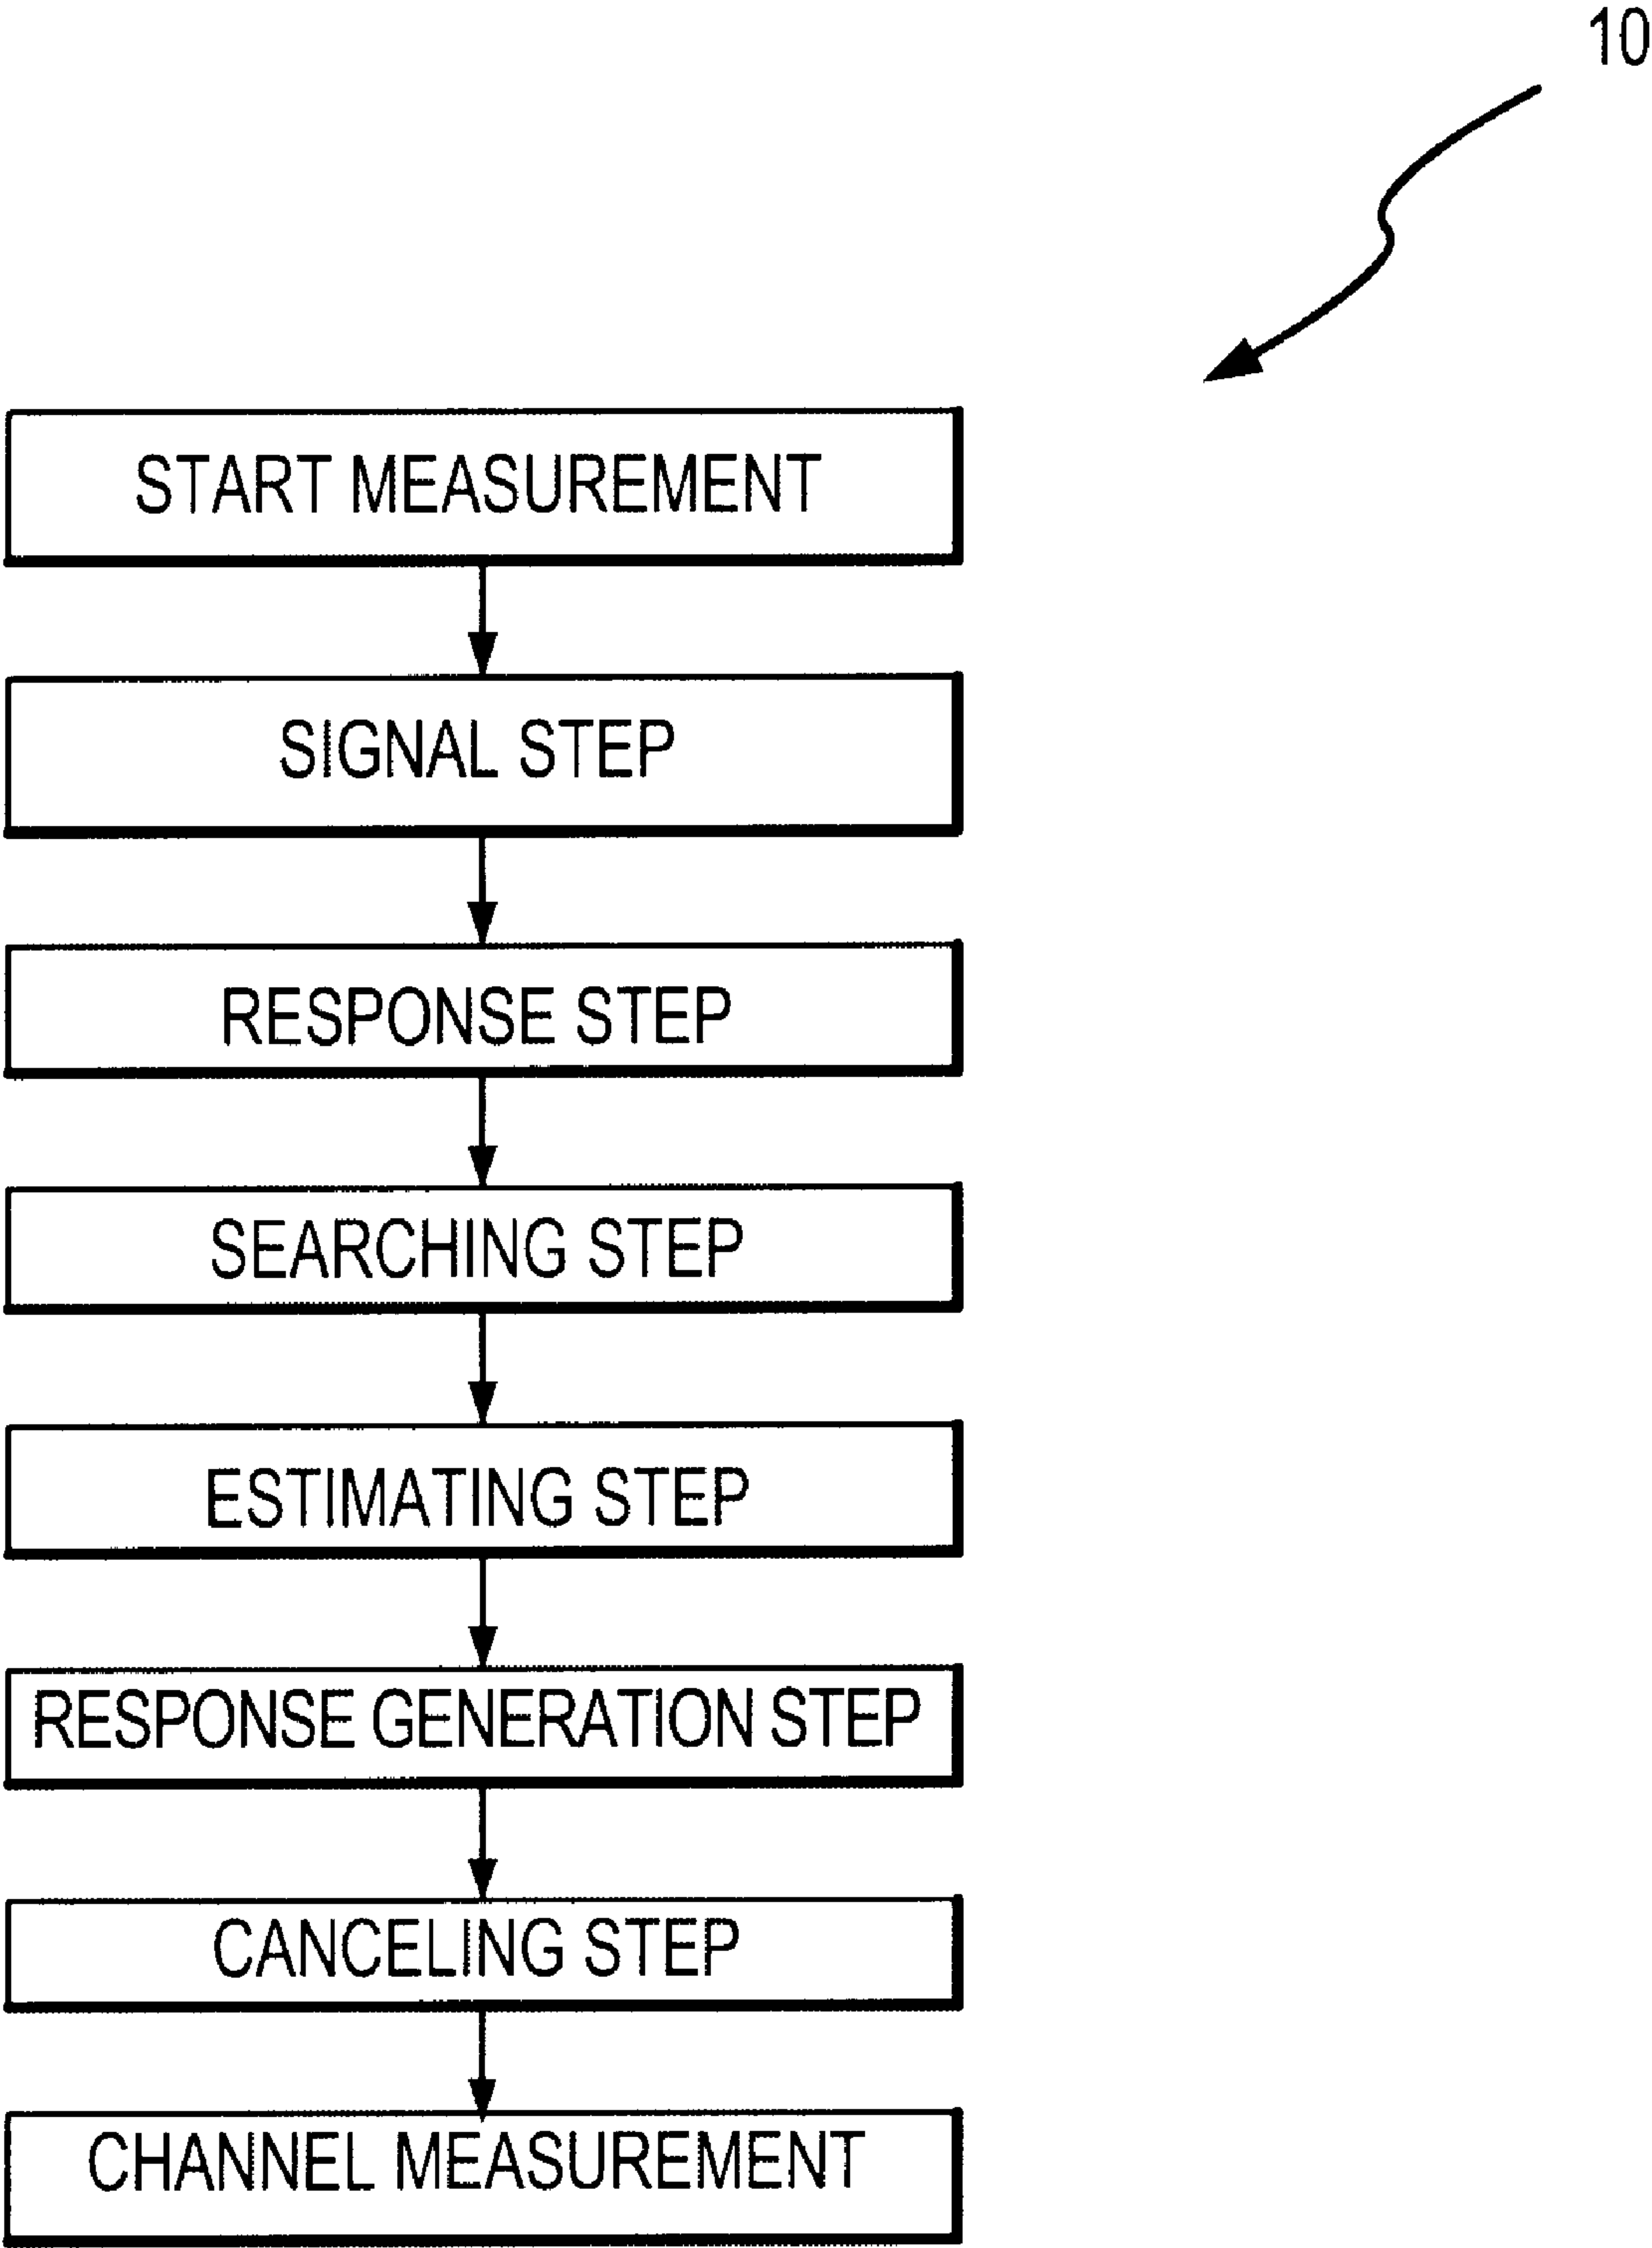 10
START MEASUREMENT
SIGNAL STEP
RESPONSE STEP
SEARCHING STEP
ESTIMATING STEP
RESPONSE GENERATION STEP
CANCELING STEP
CHANNEL MEASUREMENT